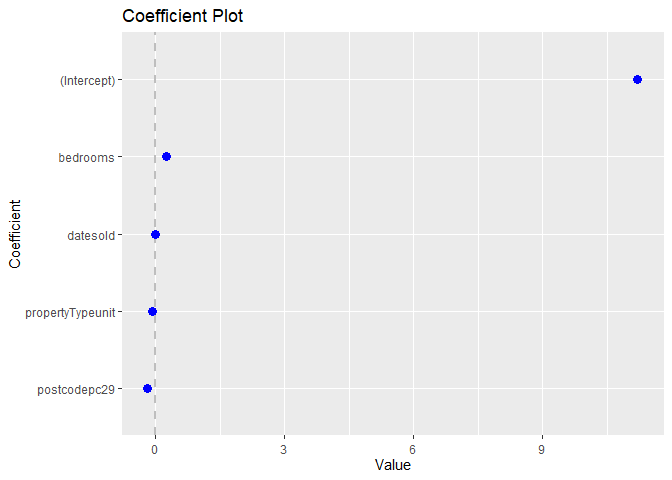 Coefficient Plot
(Intercept)
bedrooms
datesold
propertyTypeunit
postcodepc29
Coefficient
0 3 6 9
Value